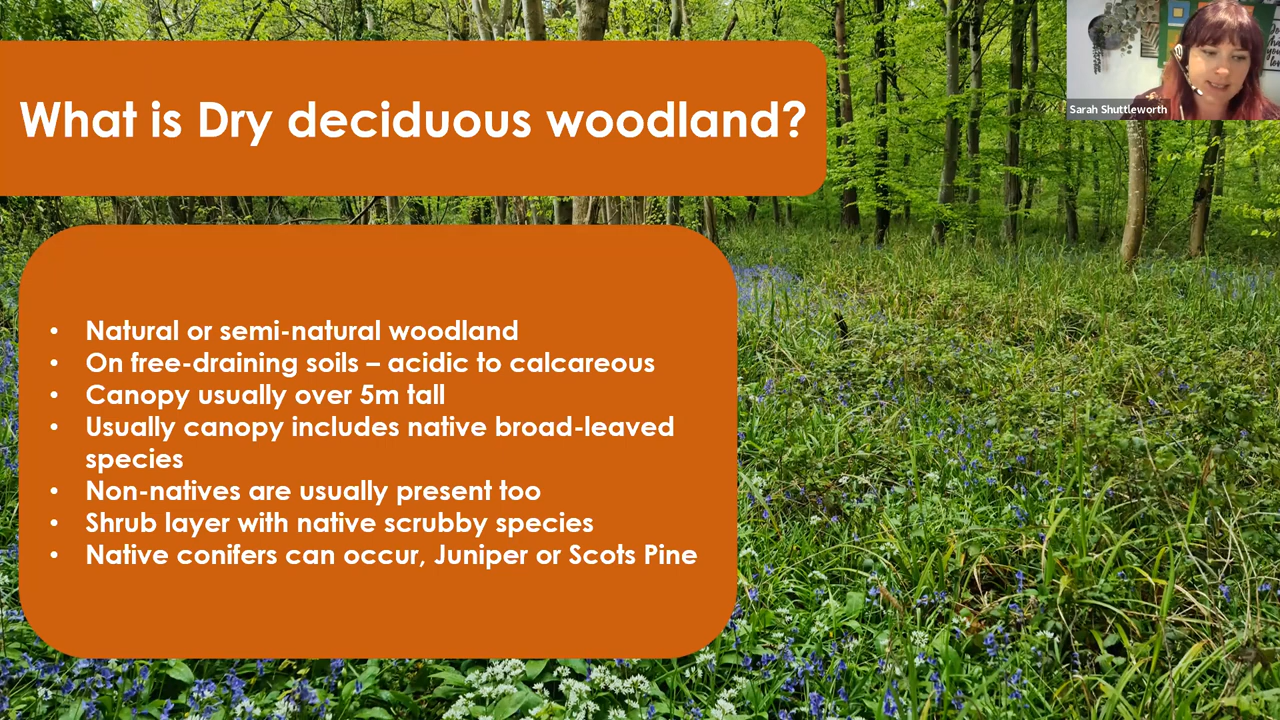 What is Dry deciduous woodland?
Sarah Shuttleworth
• Natural or semi-natural woodland
• On free-draining soils – acidic to calcareous
• Canopy usually over 5m tall
• Usually canopy includes native broad-leaved
species
• Non-natives are usually present too
• Shrub layer with native scrubby species
• Native conifers can occur, Juniper or Scots Pine